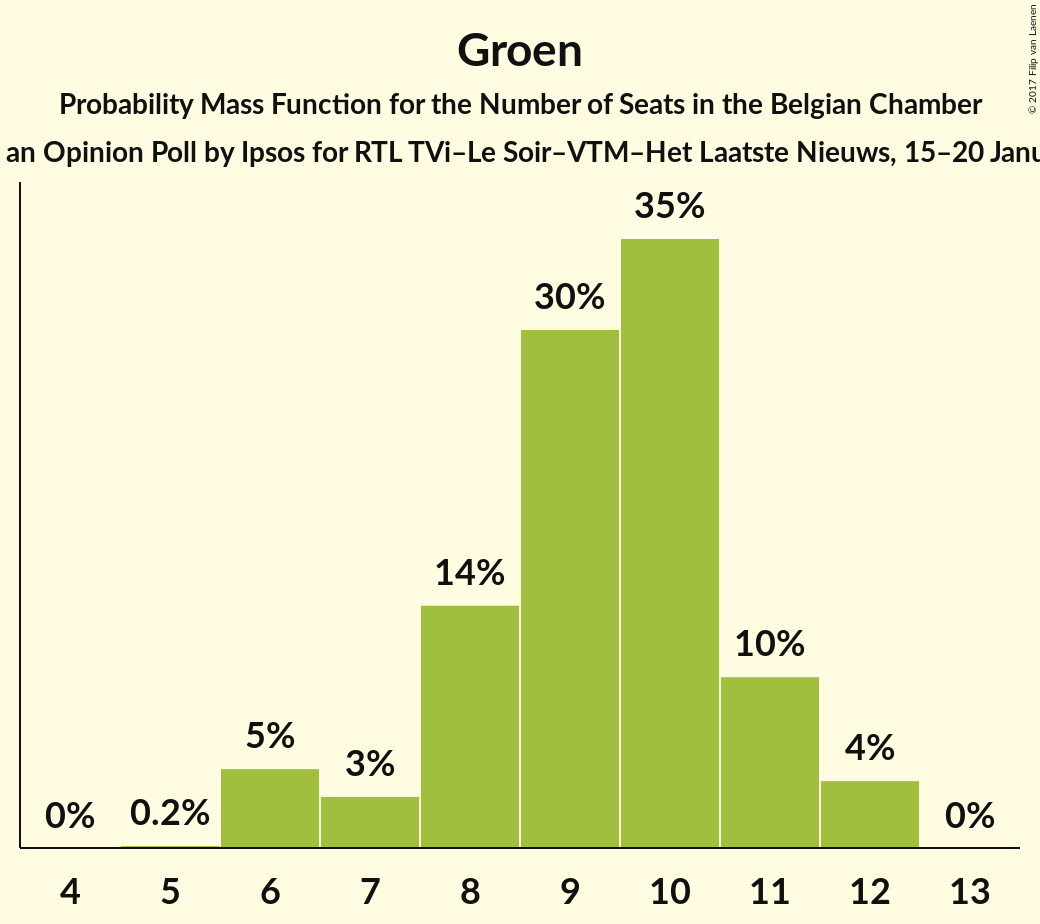 Groen
Probability Mass Function for the Number of Seats in the Belgian Chamber
an Opinion Poll by Ipsos for RTL TVi–Le Soir–VTM–Het Laatste Nieuws, 15–20 Janu
© 2017 Filip van Laenen
35%
30%
14%
10%
5%
3%
4%
0%
0.2%
0%
4 5 6 7 8 9 10 11 12 13